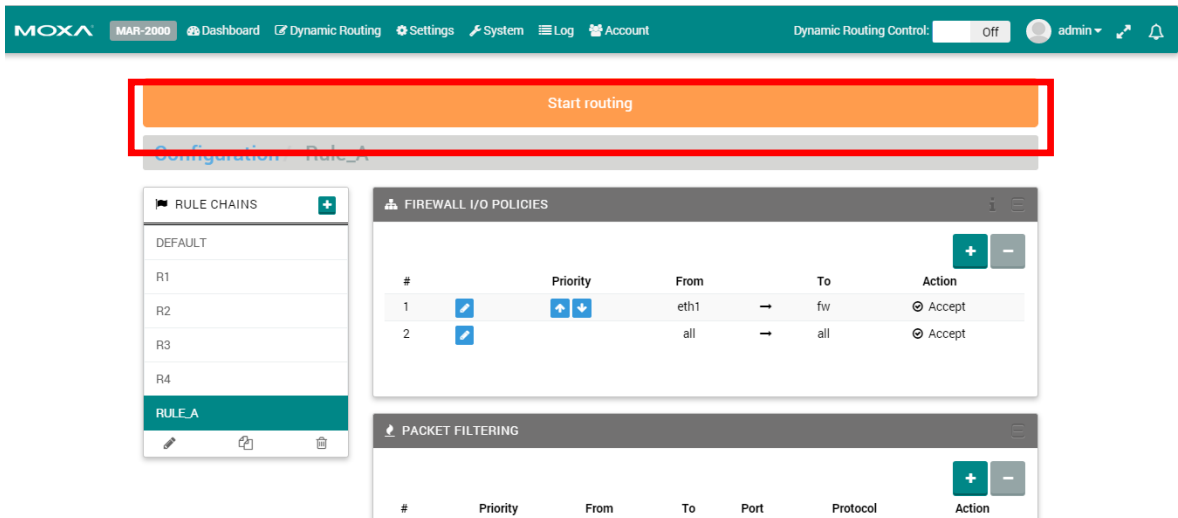 MOXA MAR-2000 Dashboard Dynamic Routing Settings System Log Account Dynamic Routing Control: Off admin
Start routing
Configuration / Rule_A
RULE CHAINS
DEFAULT
R1
R2
R3
R4
RULE_A
FIREWALL I/O POLICIES
# Priority From To Action
1 eth1 → fw Accept
2 all → all Accept
PACKET FILTERING
# Priority From To Port Protocol Action